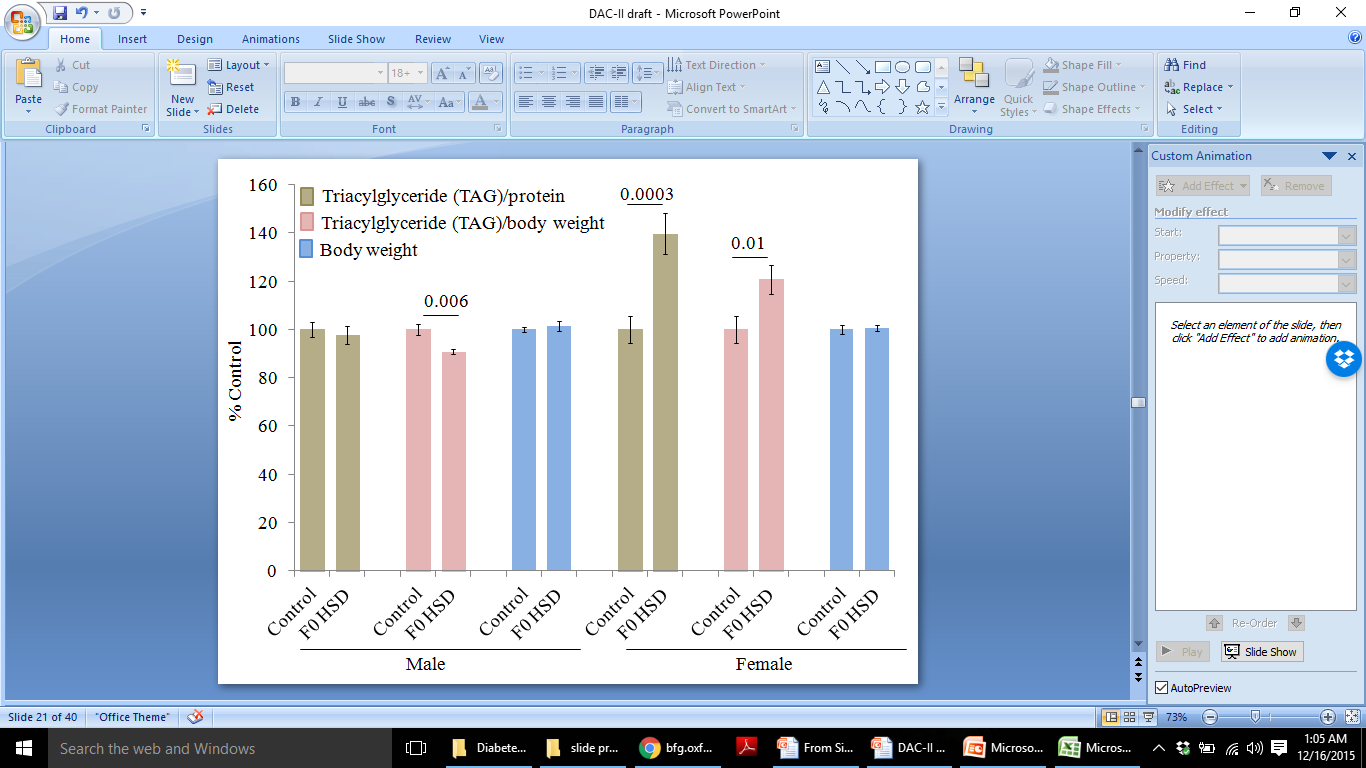 DAC-II draft - Microsoft PowerPoint
Home Insert Design Animations Slide Show Review View
Paste
Cut
Copy
Format Painter
Clipboard
New
Slide
Layout
Reset
Delete
Slides
18+
B I U abc S AV Aa A
Font
Paragraph
Text Direction
Align Text
Convert to SmartArt
Arrange
Quick
Styles
Shape Fill
Shape Outline
Shape Effects
Drawing
Find
Replace
Select
Editing
160
140
120
100
80
60
40
20
0
% Control
Triacylglyceride (TAG)/protein
Triacylglyceride (TAG)/body weight
Body weight
0.006
0.0003
0.01
Control
F0 HSD
Control
F0 HSD
Control
F0 HSD
Control
F0 HSD
Control
F0 HSD
Control
F0 HSD
Male
Female
Custom Animation
Add Effect Remove
Modify effect
Start:
Property:
Speed:
Select an element of the slide, then
click "Add Effect" to add animation.
Re-Order
Play Slide Show
AutoPreview
Slide 21 of 40 "Office Theme" 73%
Search the web and Windows
Diabete... slide pr... bfg.oxf... From Si... DAC-II ... Microso... Micros...
1:05 AM
12/16/2015